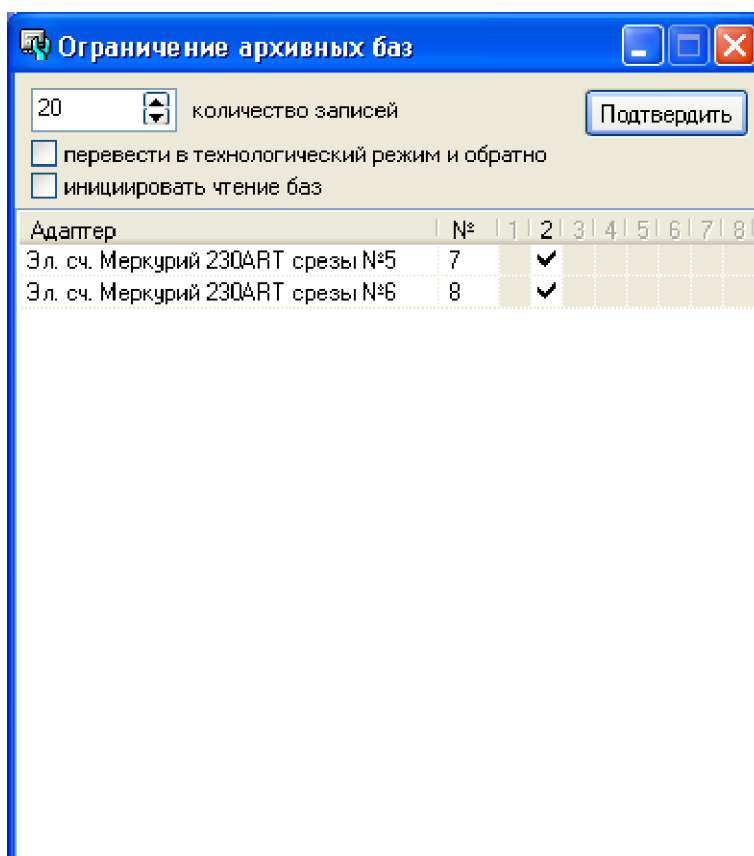 Ограничение архивных баз
20 количество записей Подтвердить
перевести в технологический режим и обратно
инициировать чтение баз
Адаптер № 1 2 3 4 5 6 7 8
Эл. сч. Меркурий 230ART срезы №5 7
Эл. сч. Меркурий 230ART срезы №6 8